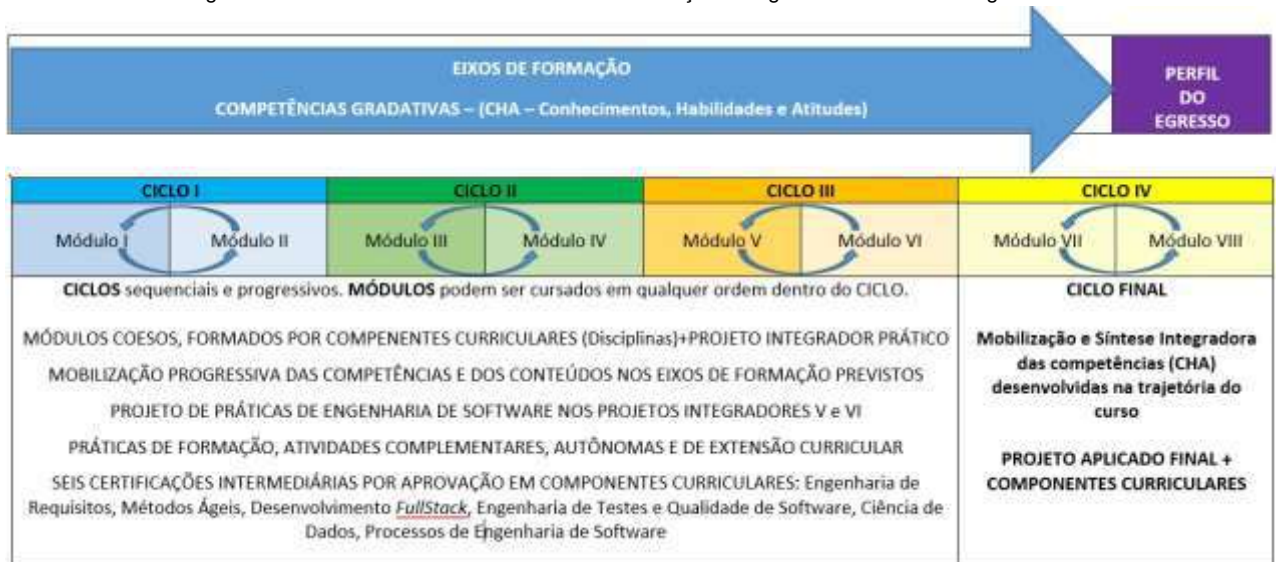 EIXOS DE FORMAÇÃO
COMPETÊNCIAS GRADATIVAS – (CHA – Conhecimentos, Habilidades e Atitudes)
PERFIL
DO
EGRESSO
CICLO I
CICLO II
CICLO III
CICLO IV
Módulo I
Módulo II
Módulo III
Módulo IV
Módulo V
Módulo VI
Módulo VII
Módulo VIII
CICLOS sequenciais e progressivos. MÓDULOS podem ser cursados em qualquer ordem dentro do CICLO.
MÓDULOS COESOS, FORMADOS POR COMPENENTES CURRICULARES (Disciplinas)+PROJETO INTEGRADOR PRÁTICO
MOBILIZAÇÃO PROGRESSIVA DAS COMPETÊNCIAS E DOS CONTEÚDOS NOS EIXOS DE FORMAÇÃO PREVISTOS
PROJETO DE PRÁTICAS DE ENGENHARIA DE SOFTWARE NOS PROJETOS INTEGRADORES V e VI
PRÁTICAS DE FORMAÇÃO, ATIVIDADES COMPLEMENTARES, AUTÔNOMAS E DE EXTENSÃO CURRICULAR
SEIS CERTIFICAÇÕES INTERMEDIÁRIAS POR APROVAÇÃO EM COMPONENTES CURRICULARES: Engenharia de
Requisitos, Métodos Ágeis, Desenvolvimento FullStack, Engenharia de Testes e Qualidade de Software, Ciência de
Dados, Processos de Engenharia de Software
CICLO FINAL
Mobilização e Síntese Integradora
das competências (CHA)
desenvolvidas na trajetória do
curso
PROJETO APLICADO FINAL +
COMPONENTES CURRICULARES